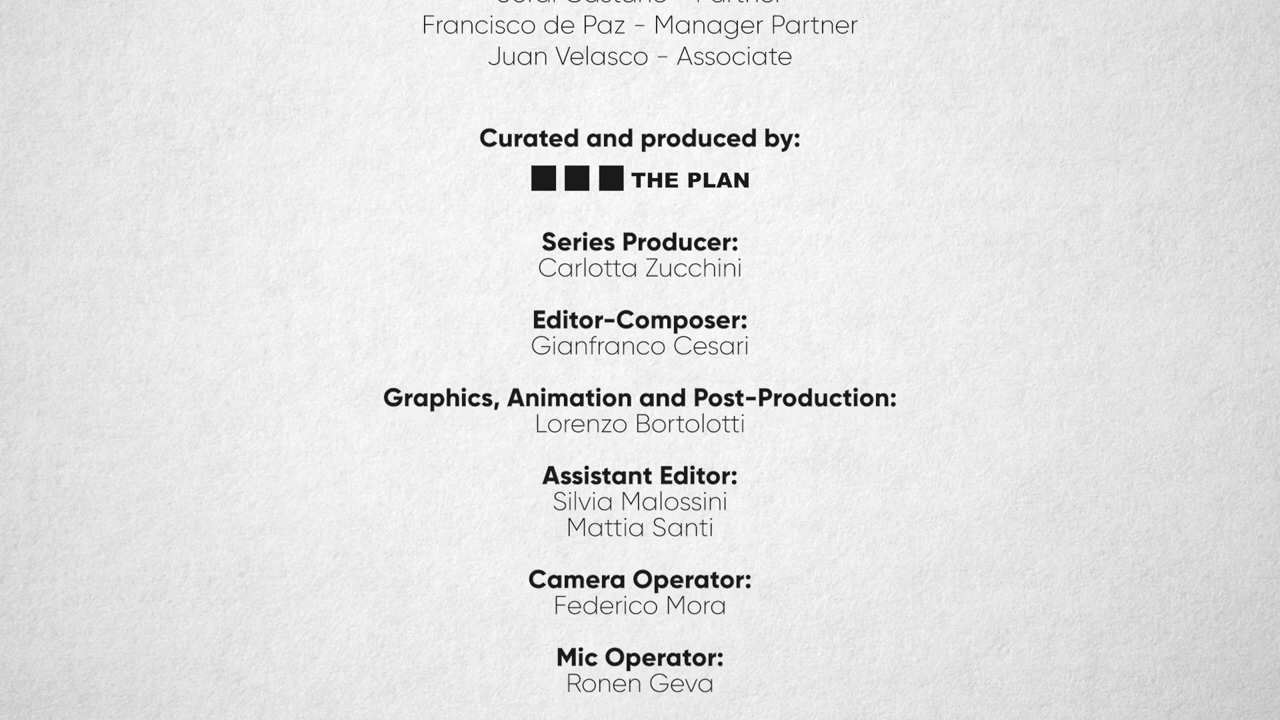 Francisco de Paz - Manager Partner
Juan Velasco - Associate
Curated and produced by:
THE PLAN
Series Producer:
Carlotta Zucchini
Editor-Composer:
Gianfranco Cesari
Graphics, Animation and Post-Production:
Lorenzo Bortolotti
Assistant Editor:
Silvia Malossini
Mattia Santi
Camera Operator:
Federico Mora
Mic Operator:
Ronen Geva